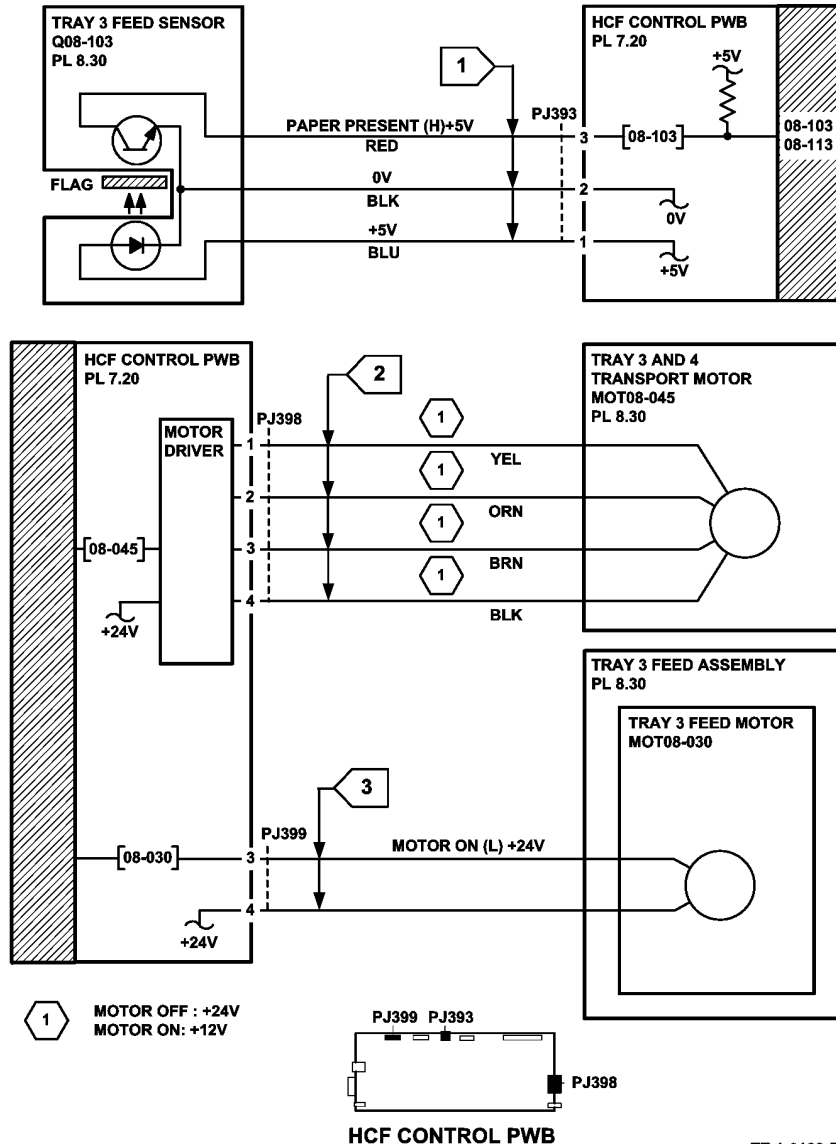 TRAY 3 FEED SENSOR
Q08-103
PL 8.30
FLAG
1
PAPER PRESENT (H)+5V
RED
0V
BLK
+5V
BLU
PJ393
3
2
1
HCF CONTROL PWB
PL 7.20
+5V
[08-103]
0V
+5V
08-103
08-113
HCF CONTROL PWB
PL 7.20
MOTOR
DRIVER
[08-045]
+24V
PJ398
1
2
3
4
2
1
YEL
1
ORN
1
BRN
1
BLK
TRAY 3 AND 4
TRANSPORT MOTOR
MOT08-045
PL 8.30
TRAY 3 FEED ASSEMBLY
PL 8.30
TRAY 3 FEED MOTOR
MOT08-030
3
[08-030]
PJ399
3
4
MOTOR ON (L) +24V
+24V
1
MOTOR OFF : +24V
MOTOR ON: +12V
PJ399 PJ393
PJ398
HCF CONTROL PWB